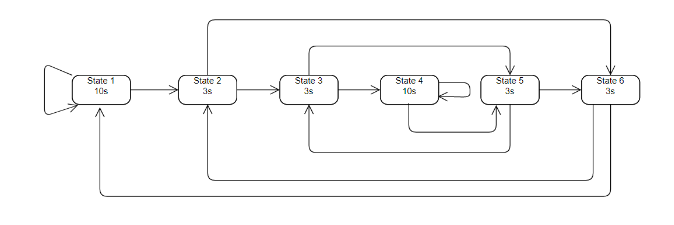 State 1
10s
State 2
3s
State 3
3s
State 4
10s
State 5
3s
State 6
3s